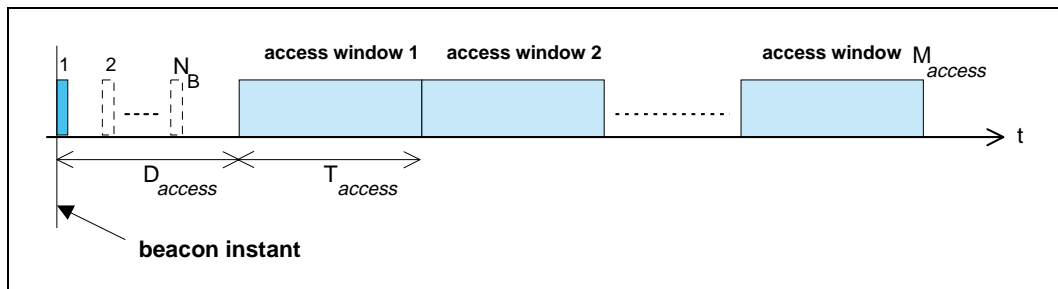 access window 1 access window 2 access window M access
1 2 N B
t
D access T access
beacon instant